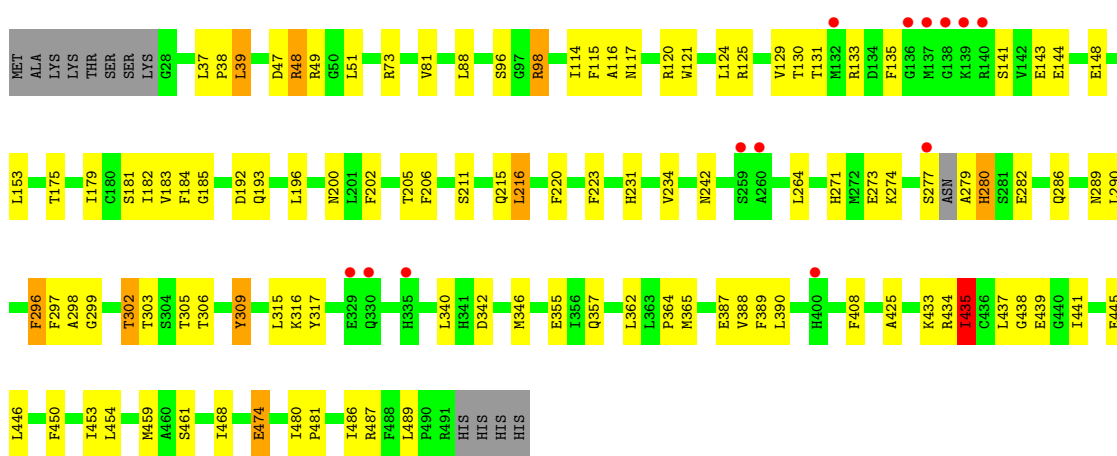 MET ALA LYS LYS THR SER SER LYS G28 L37 P38 L39 D47 R48 R49 G50 L51 R73 V81 L88 S96 G97 R98 I114 F115 A116 N117 R120 W121 L124 R125 V129 T130 T131 M132 R133 D134 F135 G136 M137 G138 K139 R140 S141 V142 E143 E144 E148
L153 T175 I179 C180 S181 I182 V183 F184 G185 D192 Q193 L196 N200 L201 F202 T205 F206 S211 Q215 L216 F220 F223 H231 V234 N242 S259 A260 L264 H271 M272 E273 K274 S277 ASN A279 H280 S281 E282 Q286 N289 L290
F296 F297 A298 G299 T302 T303 S304 T305 T306 Y309 L315 K316 Y317 E329 Q330 H335 L340 H341 D342 M346 E355 I356 Q357 L362 L363 P364 M365 E387 V388 F389 L390 H400 F408 A425 K433 R434 I435 C436 L437 G438 E439 G440 I441
L446 F450 I453 L454 M459 A460 S461 I468 E474 I480 P481 I486 R487 F488 L489 P490 R491 HIS HIS HIS HIS